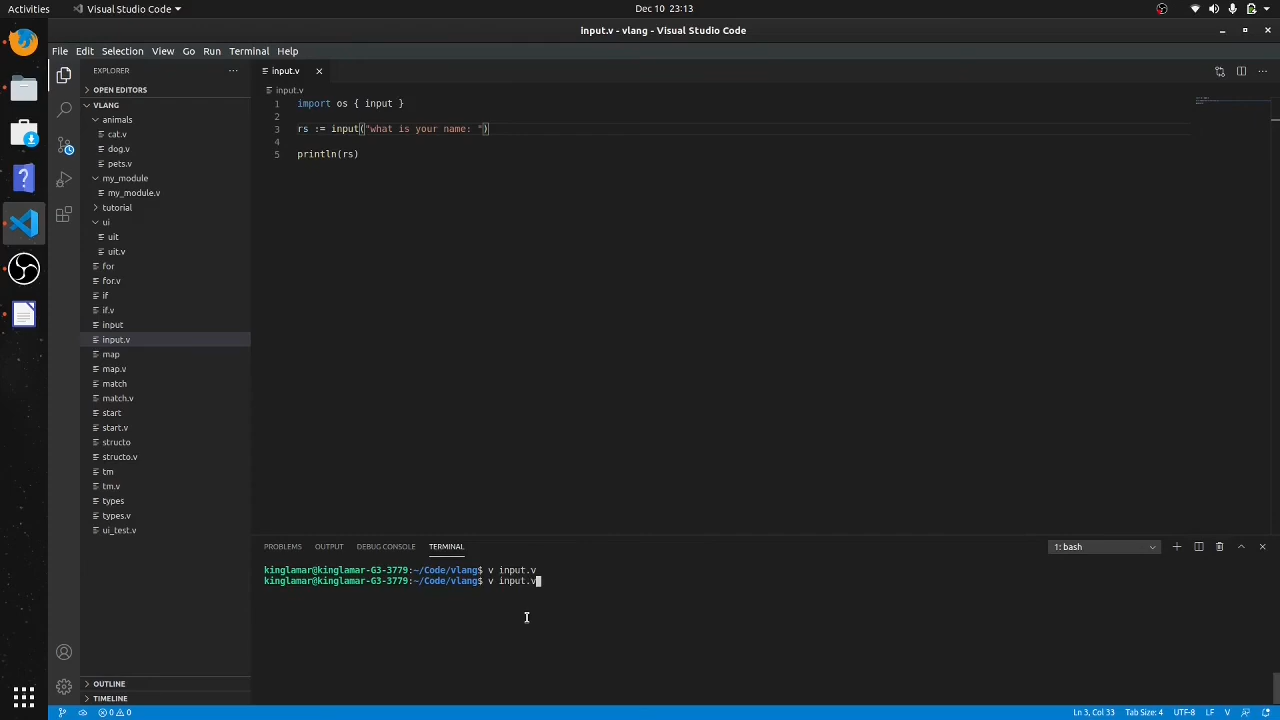 Activities
Visual Studio Code
Dec 10 23:13
input.v - vlang - Visual Studio Code
File Edit Selection View Go Run Terminal Help
EXPLORER
OPEN EDITORS
VLANG
animals
cat.v
dog.v
pets.v
my_module
my_module.v
tutorial
ui
uit
uit.v
for
for.v
if
if.v
input
input.v
map
map.v
match
match.v
start
start.v
structo
structo.v
tm
tm.v
types
types.v
ui_test.v
OUTLINE
TIMELINE
input.v
input.v
1 import os { input }
2
3 rs := input("what is your name: ")
4
5 println(rs)
PROBLEMS OUTPUT DEBUG CONSOLE TERMINAL
1: bash
kinglamar@kinglamar-G3-3779:~/Code/vlang$ v input.v
kinglamar@kinglamar-G3-3779:~/Code/vlang$ v input.v
0 0
Ln 3, Col 33 Tab Size: 4 UTF-8 LF V